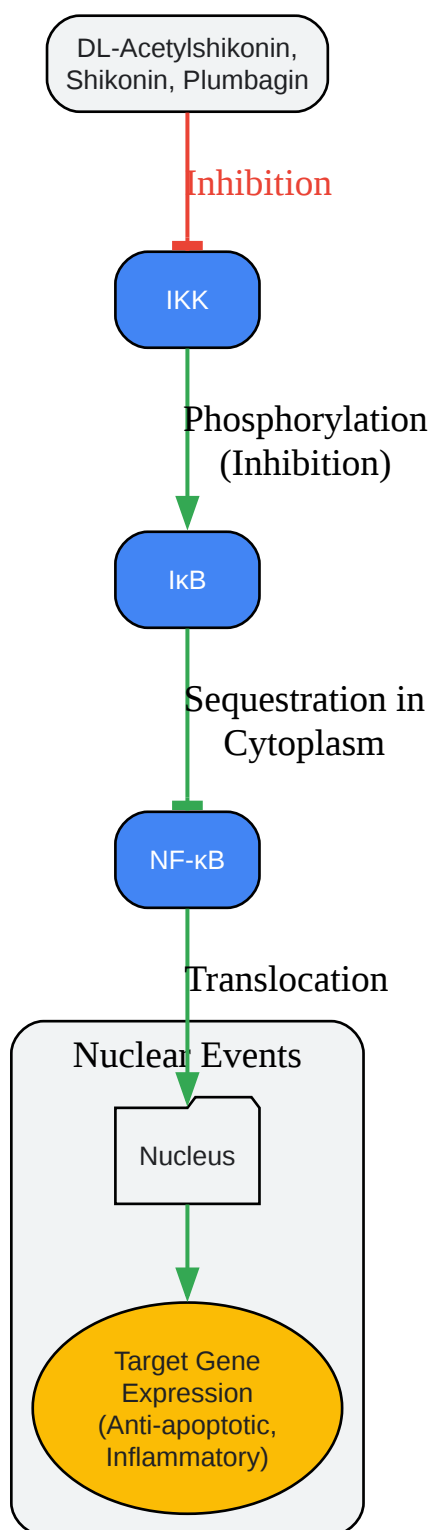 DL-Acetylshikonin,
Shikonin, Plumbagin
Inhibition
IKK
Phosphorylation
(Inhibition)
IκB
Sequestration in
Cytoplasm
NF-κB
Translocation
Nuclear Events
Nucleus
Target Gene
Expression
(Anti-apoptotic,
Inflammatory)